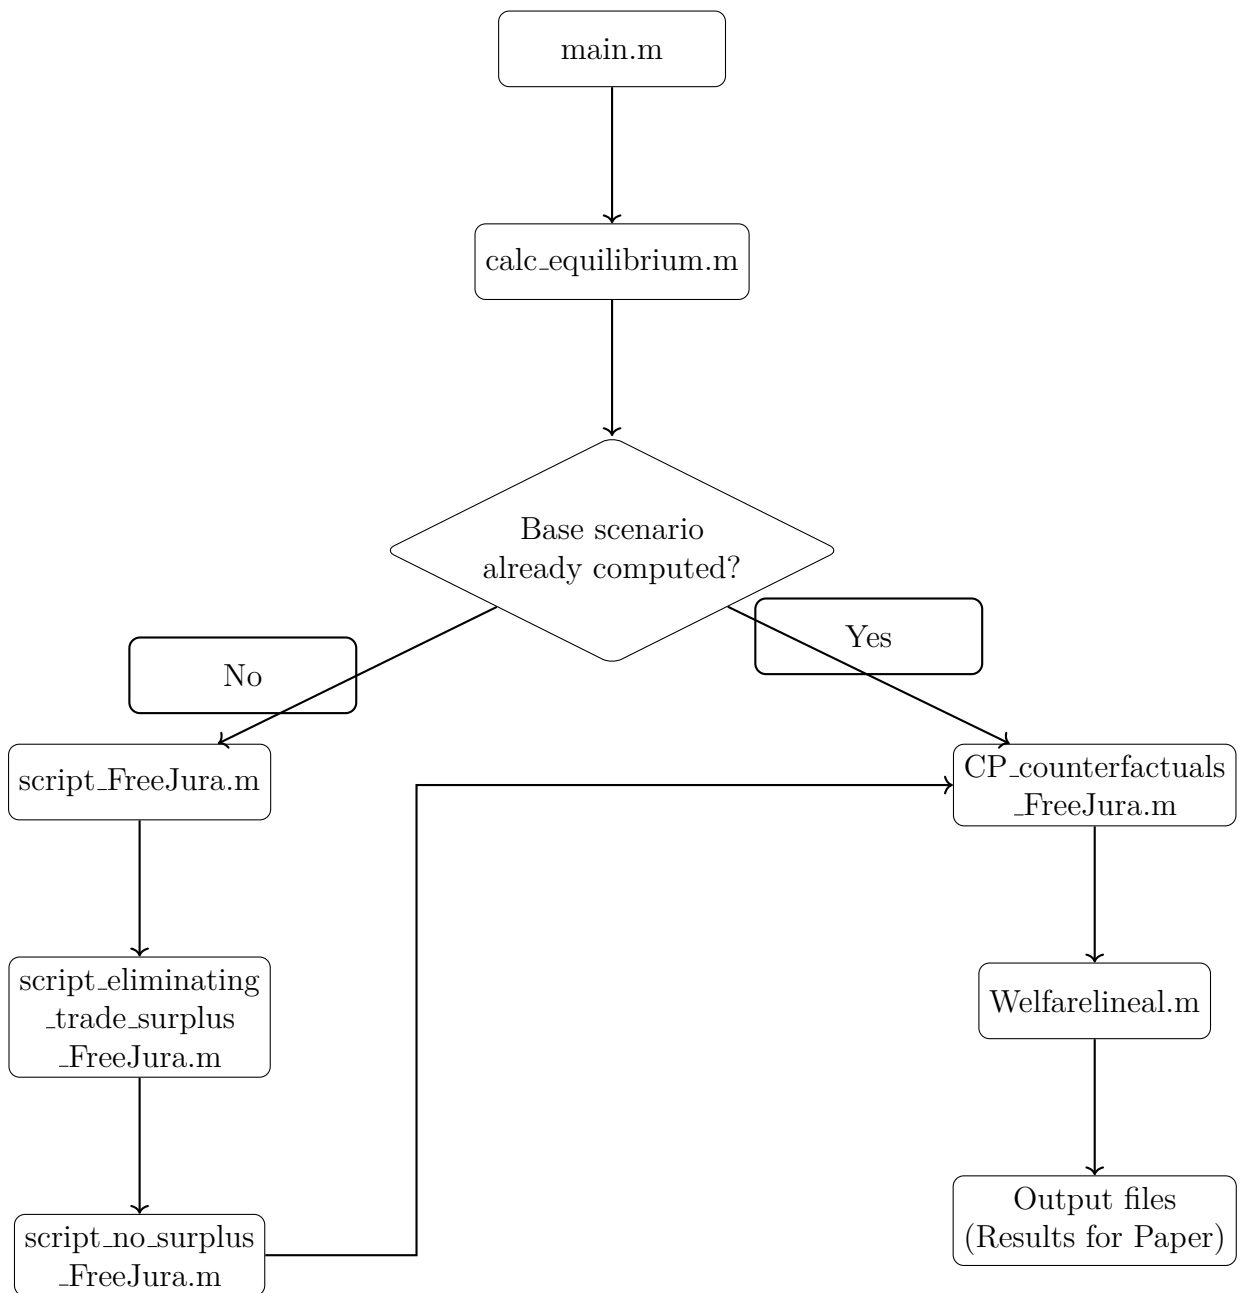 main.m
calc_equilibrium.m
Base scenario
already computed?
No
Yes
script_FreeJura.m
CP_counterfactuals
_FreeJura.m
script_eliminating
_trade_surplus
_FreeJura.m
Welfarelineal.m
script_no_surplus
_FreeJura.m
Output files
(Results for Paper)